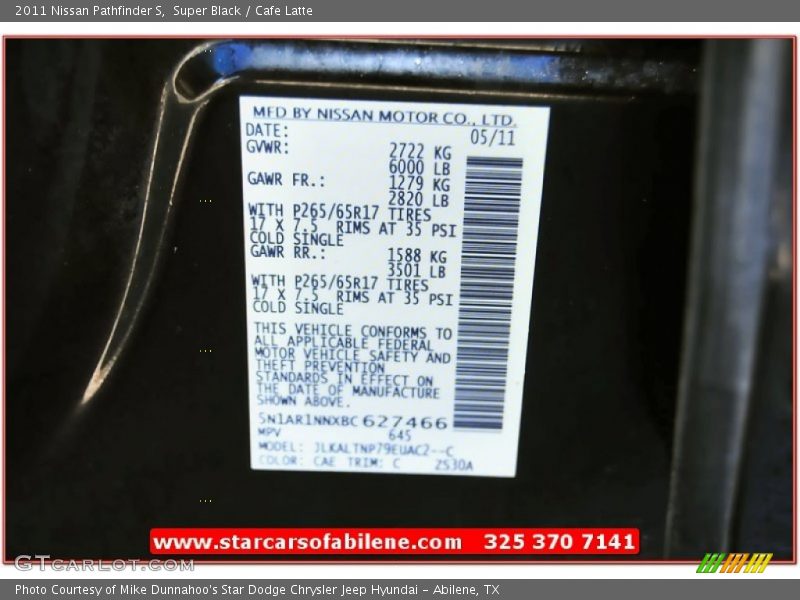 2011 Nissan Pathfinder S, Super Black / Cafe Latte
MFD BY NISSAN MOTOR CO., LTD.
DATE: 05/11
GVWR: 2722 KG
6000 LB
GAWR FR.: 1279 KG
2820 LB
WITH P265/65R17 TIRES
17 X 7.5 RIMS AT 35 PSI
COLD SINGLE
GAWR RR.: 1588 KG
3501 LB
WITH P265/65R17 TIRES
17 X 7.5 RIMS AT 35 PSI
COLD SINGLE
THIS VEHICLE CONFORMS TO
ALL APPLICABLE FEDERAL
MOTOR VEHICLE SAFETY AND
THEFT PREVENTION
STANDARDS IN EFFECT ON
THE DATE OF MANUFACTURE
SHOWN ABOVE.
5N1AR1NNXBC 627466
MPV 645
MODEL: JLKALTNP79EUAC2--C
COLOR: CAE TRIM: C 2S30A
www.starcarsofabilene.com 325 370 7141
GTcarlot.com
Photo Courtesy of Mike Dunnahoo's Star Dodge Chrysler Jeep Hyundai - Abilene, TX